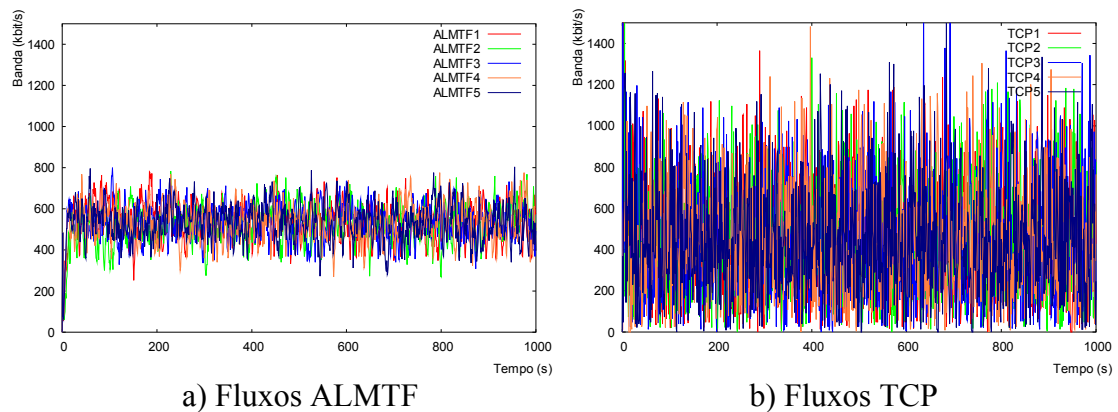 Banda (kbit/s)
1400
1200
1000
800
600
400
200
0
0 200 400 600 800 1000
Tempo (s)
ALMTF1
ALMTF2
ALMTF3
ALMTF4
ALMTF5
a) Fluxos ALMTF
Banda (kbit/s)
1400
1200
1000
800
600
400
200
0
0 200 400 600 800 1000
Tempo (s)
TCP1
TCP2
TCP3
TCP4
TCP5
b) Fluxos TCP